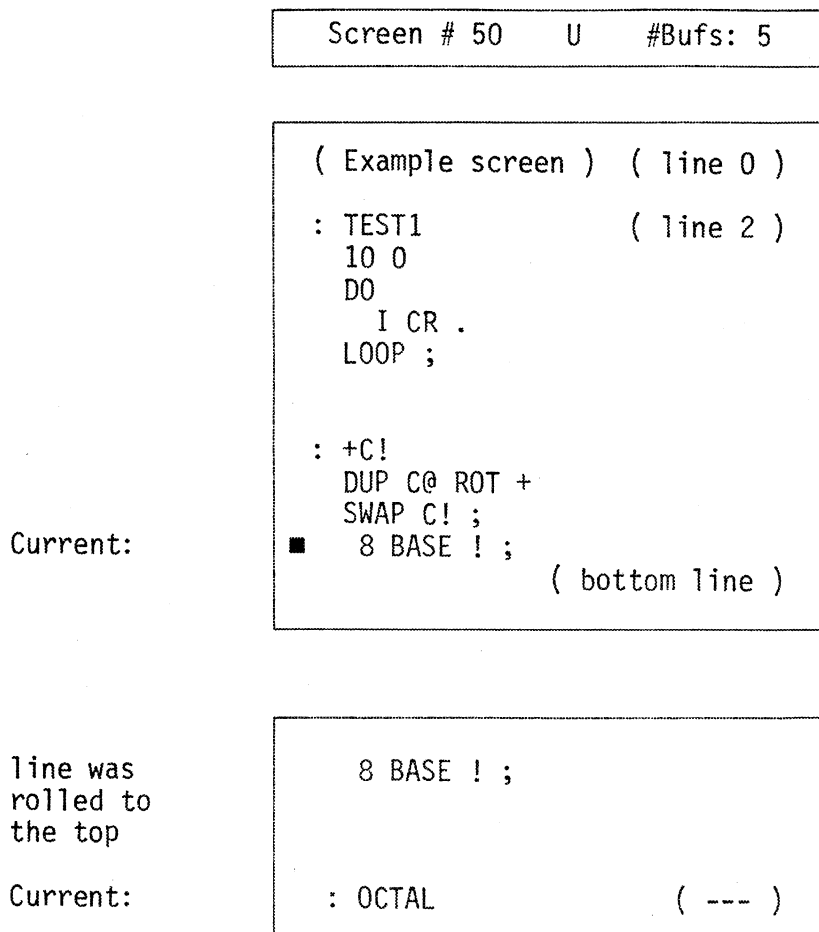 Screen # 50 U #Bufs: 5
( Example screen ) ( line 0 )
: TEST1 ( line 2 )
10 0
DO
I CR .
LOOP ;
: +C!
DUP C@ ROT +
SWAP C! ;
Current: ■ 8 BASE ! ;
( bottom line )
line was 8 BASE ! ;
rolled to
the top
Current: : OCTAL ( --- )